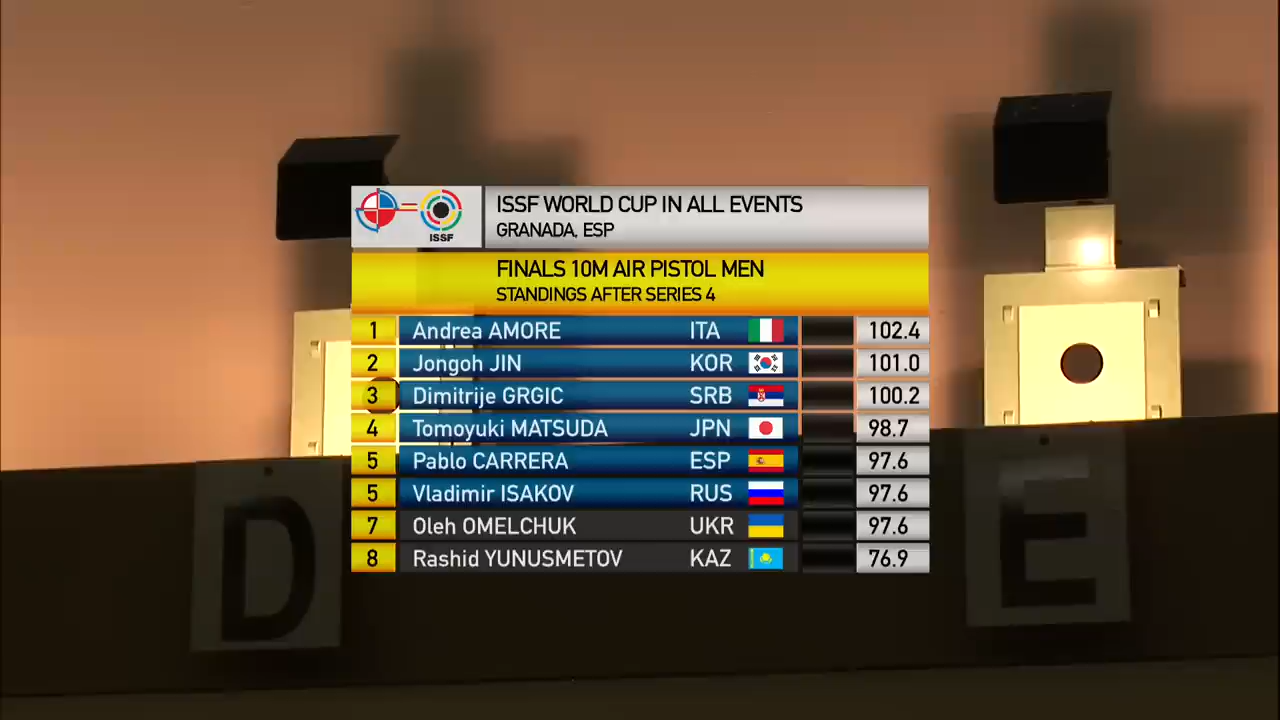 ISSF
ISSF WORLD CUP IN ALL EVENTS
GRANADA, ESP
FINALS 10M AIR PISTOL MEN
STANDINGS AFTER SERIES 4
1 Andrea AMORE ITA 102.4
2 Jongoh JIN KOR 101.0
3 Dimitrije GRGIC SRB 100.2
4 Tomoyuki MATSUDA JPN 98.7
5 Pablo CARRERA ESP 97.6
5 Vladimir ISAKOV RUS 97.6
7 Oleh OMELCHUK UKR 97.6
8 Rashid YUNUSMETOV KAZ 76.9
D
E